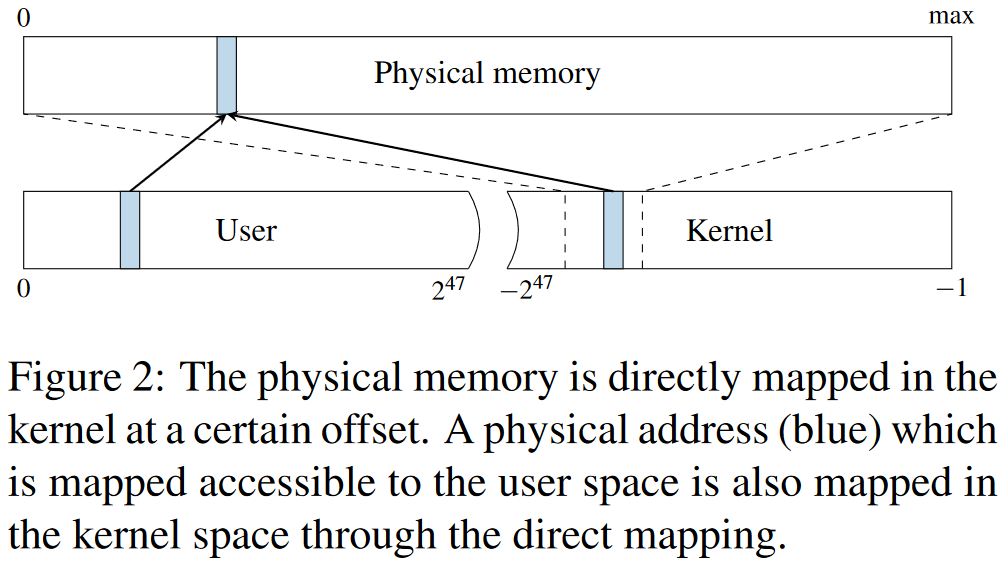 0 max
Physical memory
User Kernel
0 2^47 −2^47 −1
Figure 2: The physical memory is directly mapped in the
kernel at a certain offset. A physical address (blue) which
is mapped accessible to the user space is also mapped in
the kernel space through the direct mapping.